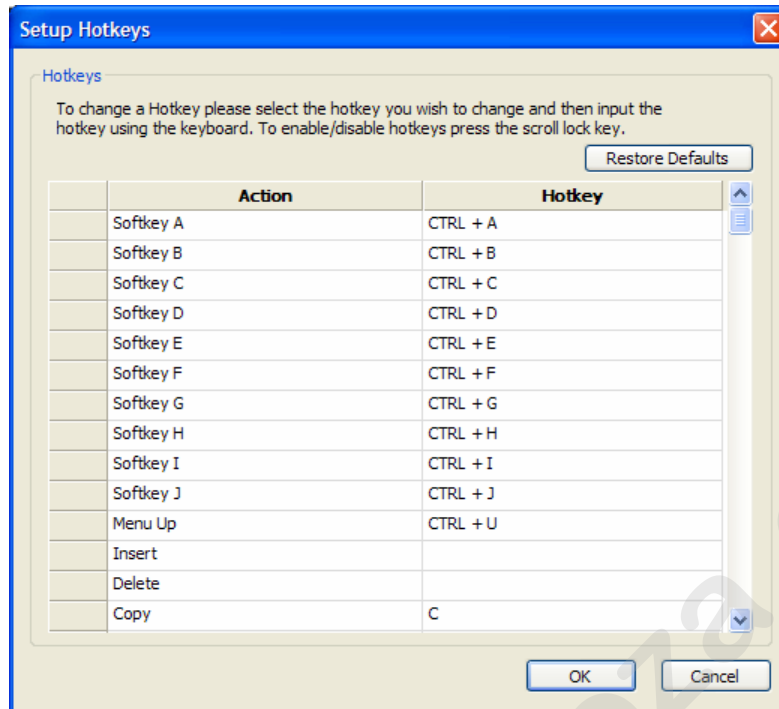 Setup Hotkeys
Hotkeys
To change a Hotkey please select the hotkey you wish to change and then input the
hotkey using the keyboard. To enable/disable hotkeys press the scroll lock key.
Restore Defaults
Action Hotkey
Softkey A CTRL + A
Softkey B CTRL + B
Softkey C CTRL + C
Softkey D CTRL + D
Softkey E CTRL + E
Softkey F CTRL + F
Softkey G CTRL + G
Softkey H CTRL + H
Softkey I CTRL + I
Softkey J CTRL + J
Menu Up CTRL + U
Insert
Delete
Copy C
OK Cancel